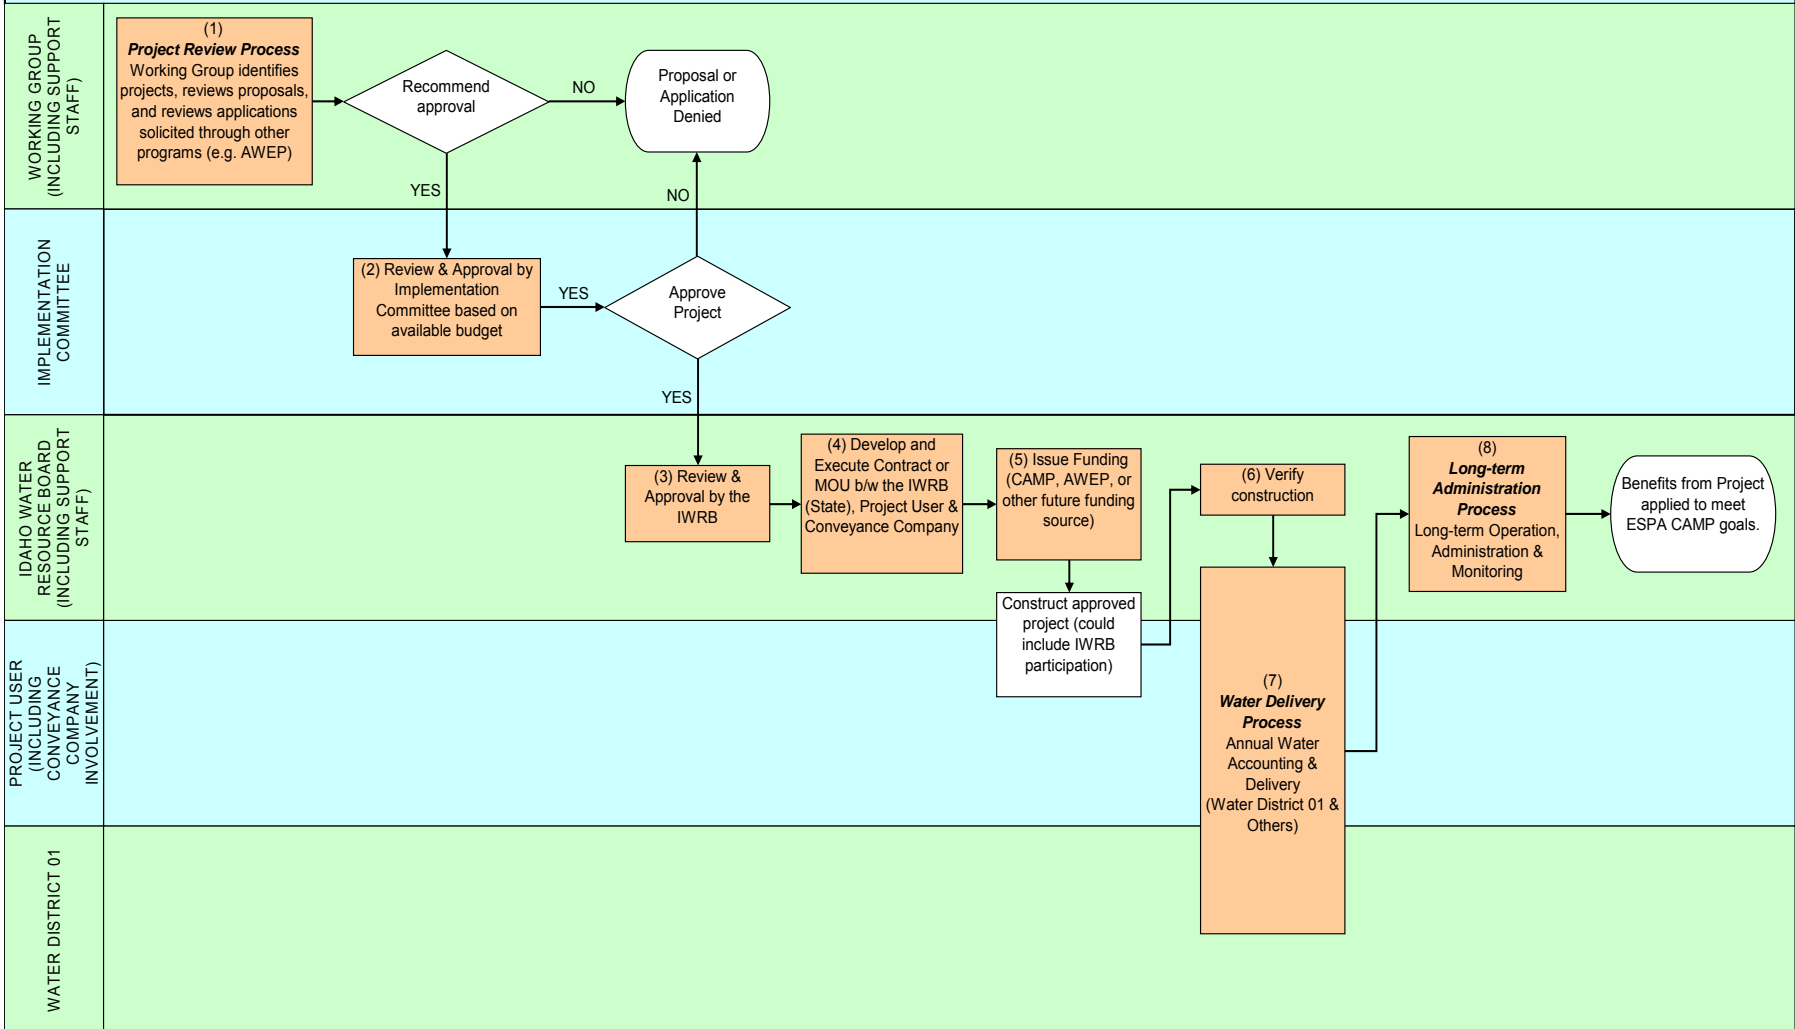 WORKING GROUP
(INCLUDING SUPPORT
STAFF)
(1)
Project Review Process
Working Group identifies
projects, reviews proposals,
and reviews applications
solicited through other
programs (e.g. AWEP)
Recommend
approval
NO
Proposal or
Application
Denied
YES
NO
IMPLEMENTATION
COMMITTEE
(2) Review & Approval by
Implementation
Committee based on
available budget
YES
Approve
Project
YES
IDAHO WATER
RESOURCE BOARD
(INCLUDING SUPPORT
STAFF)
(3) Review &
Approval by the
IWRB
(4) Develop and
Execute Contract or
MOU b/w the IWRB
(State), Project User &
Conveyance Company
(5) Issue Funding
(CAMP, AWEP, or
other future funding
source)
(6) Verify
construction
(8)
Long-term
Administration
Process
Long-term Operation,
Administration &
Monitoring
Benefits from Project
applied to meet
ESPA CAMP goals.
Construct approved
project (could
include IWRB
participation)
PROJECT USER
(INCLUDING
CONVEYANCE
COMPANY
INVOLVEMENT)
(7)
Water Delivery
Process
Annual Water
Accounting &
Delivery
(Water District 01 &
Others)
WATER DISTRICT 01